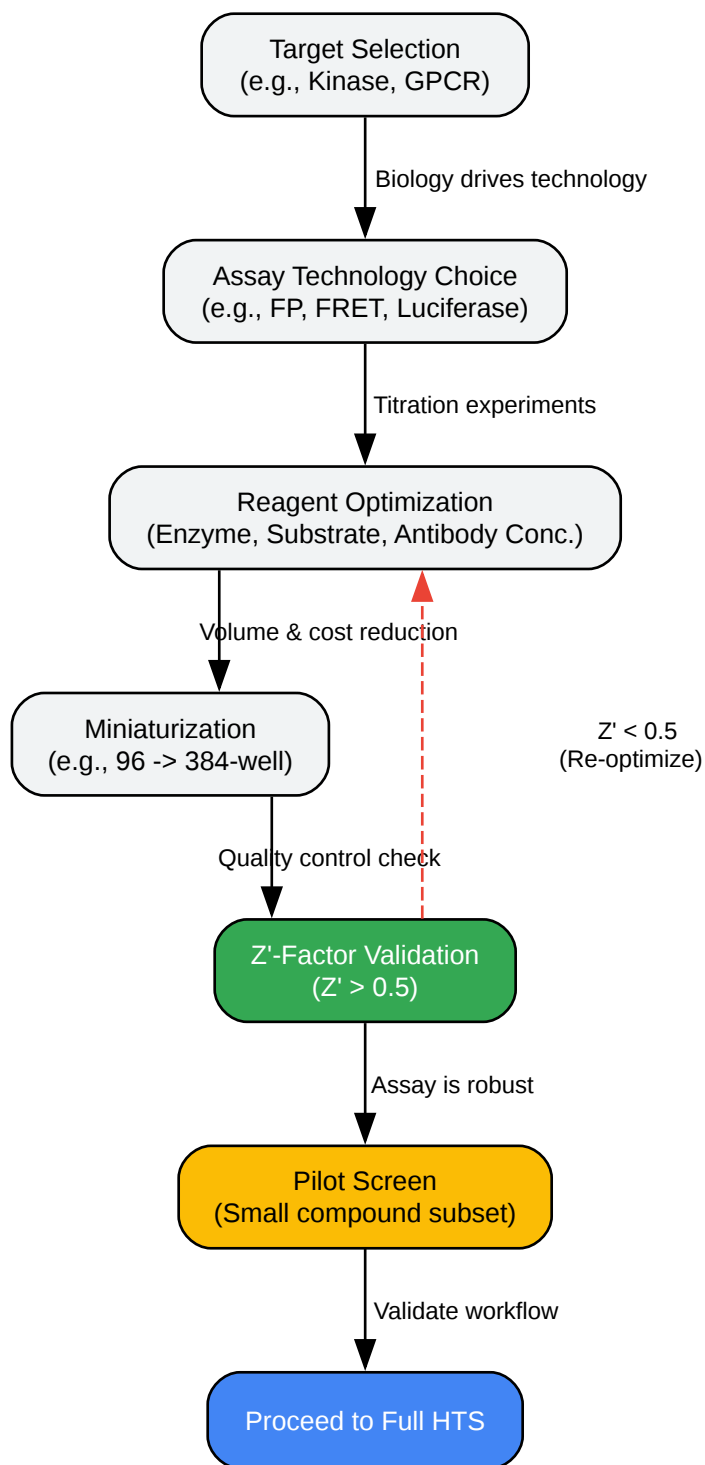 Target Selection
(e.g., Kinase, GPCR)
Biology drives technology
Assay Technology Choice
(e.g., FP, FRET, Luciferase)
Titration experiments
Reagent Optimization
(Enzyme, Substrate, Antibody Conc.)
Volume & cost reduction
Miniaturization
(e.g., 96 -> 384-well)
Z' < 0.5
(Re-optimize)
Quality control check
Z'-Factor Validation
(Z' > 0.5)
Assay is robust
Pilot Screen
(Small compound subset)
Validate workflow
Proceed to Full HTS